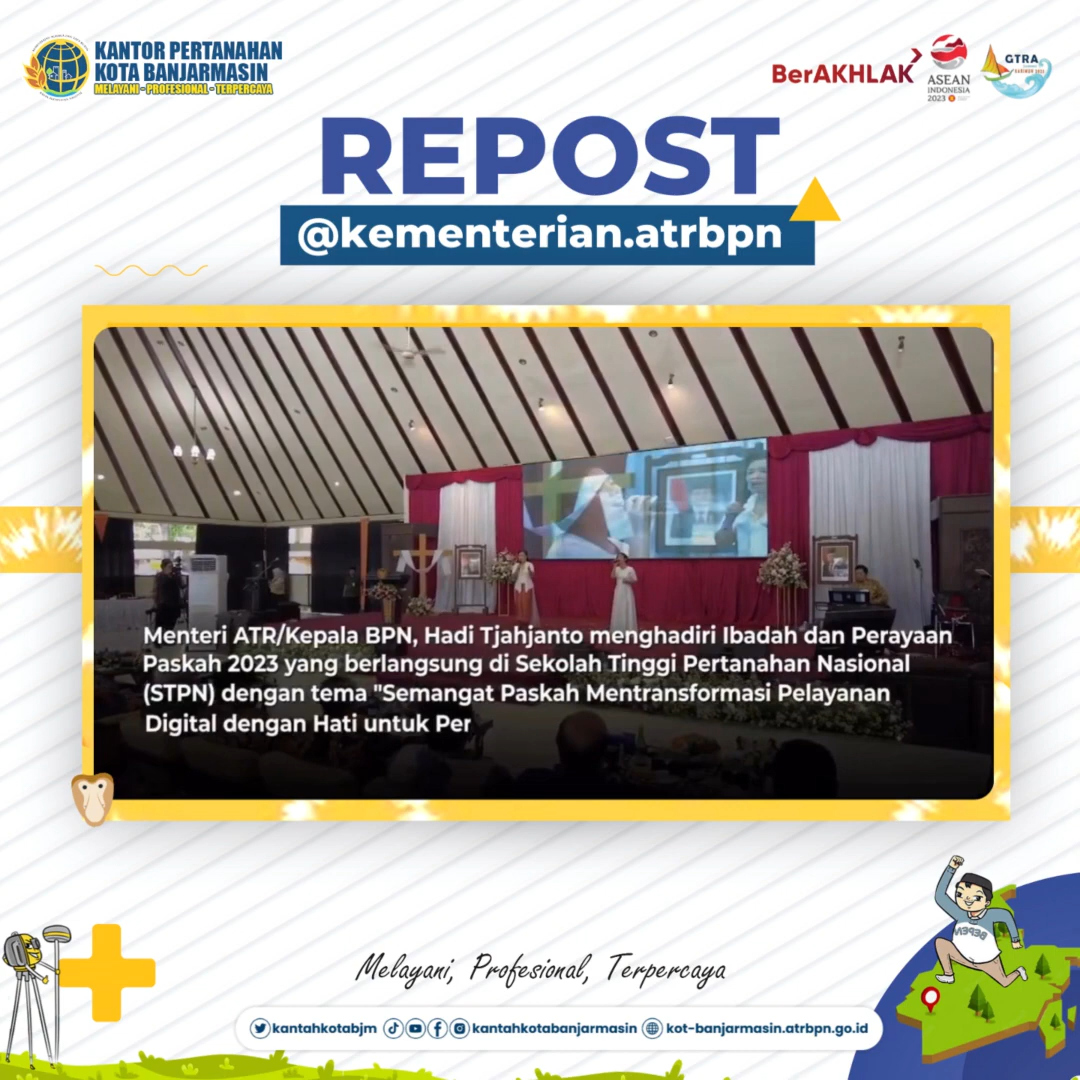 KANTOR PERTANAHAN
KOTA BANJARMASIN
MELAYANI - PROFESIONAL - TERPERCAYA
BerAKHLAK
ASEAN
INDONESIA
2023
GTRA
REPOST
@kementerian.atrbpn
Menteri ATR/Kepala BPN, Hadi Tjahjanto menghadiri Ibadah dan Perayaan
Paskah 2023 yang berlangsung di Sekolah Tinggi Pertanahan Nasional
(STPN) dengan tema "Semangat Paskah Mentransformasi Pelayanan
Digital dengan Hati untuk Per
BEPEN
Melayani, Profesional, Terpercaya
kantahkotabjm kantahkotabanjarmasin kot-banjarmasin.atrbpn.go.id